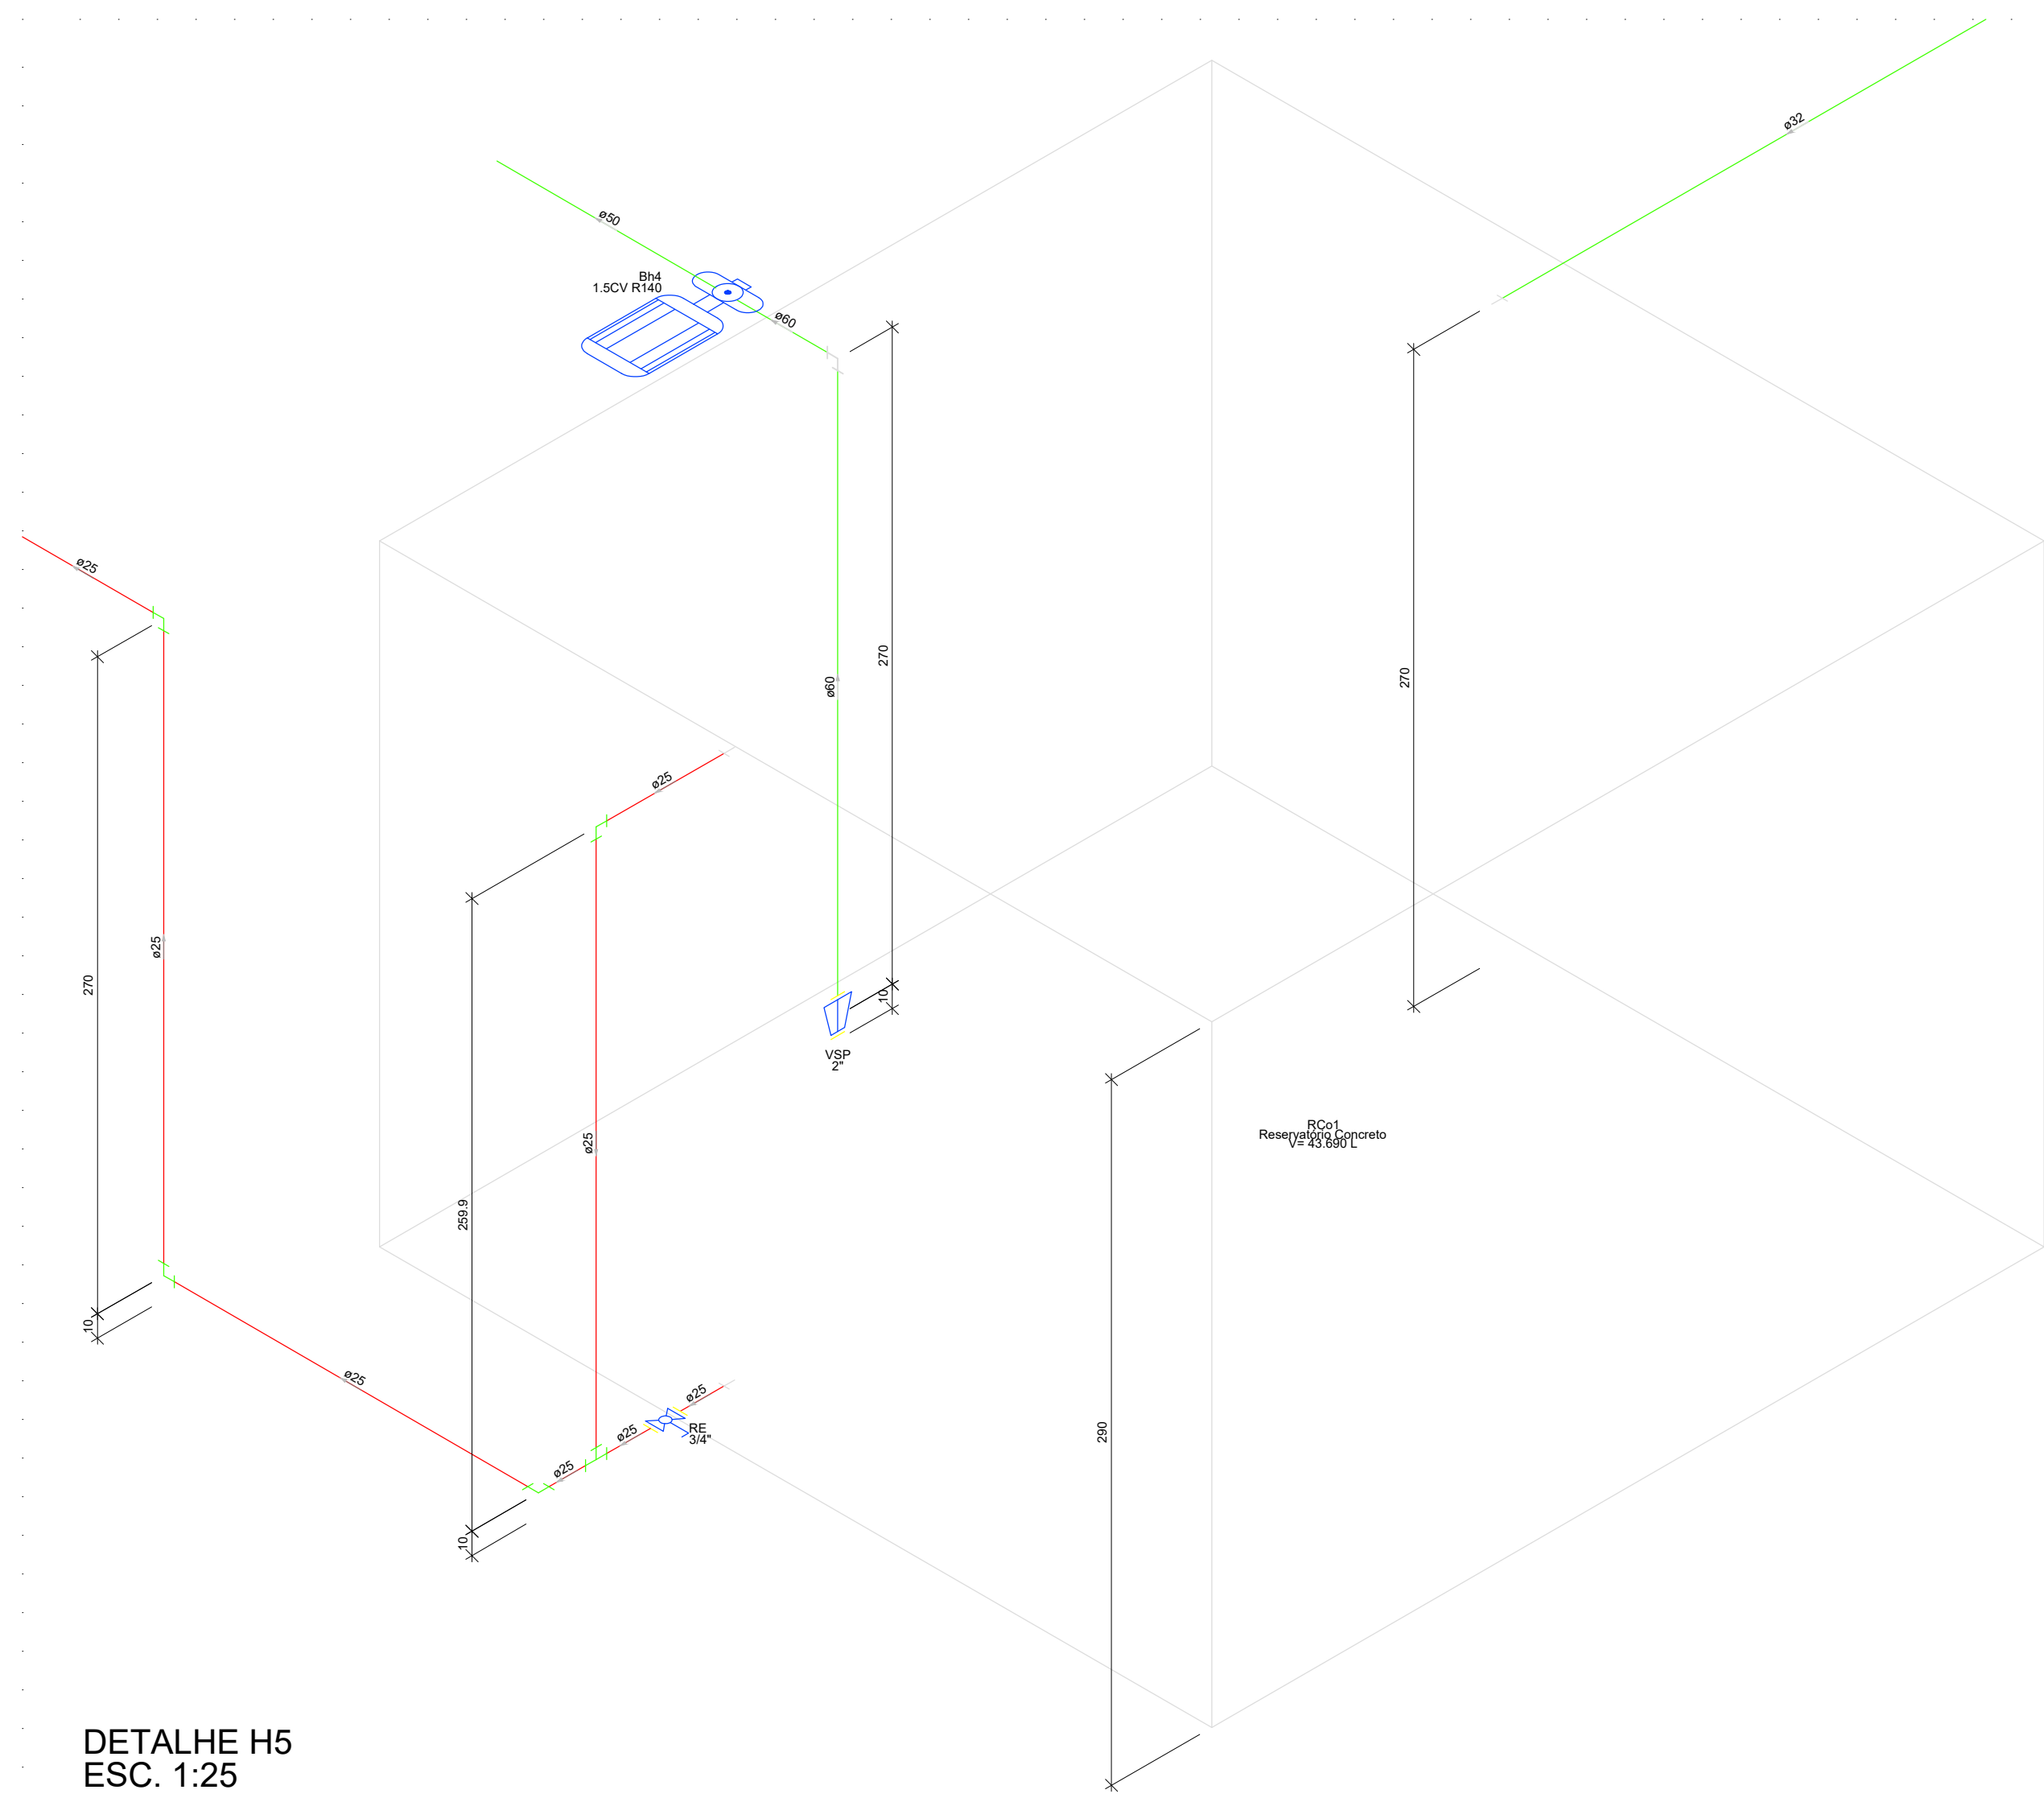 ø32
ø50
Bh4
1.5CV R140
ø60
ø25
270
ø60
270
ø25
ø25
270
10
VSP
2"
RCo1
Reservatório Concreto
V= 43.690 L
ø25
259.9
270
10
ø25
ø25
RE
3/4"
ø25
ø25
290
10
DETALHE H5
ESC. 1:25